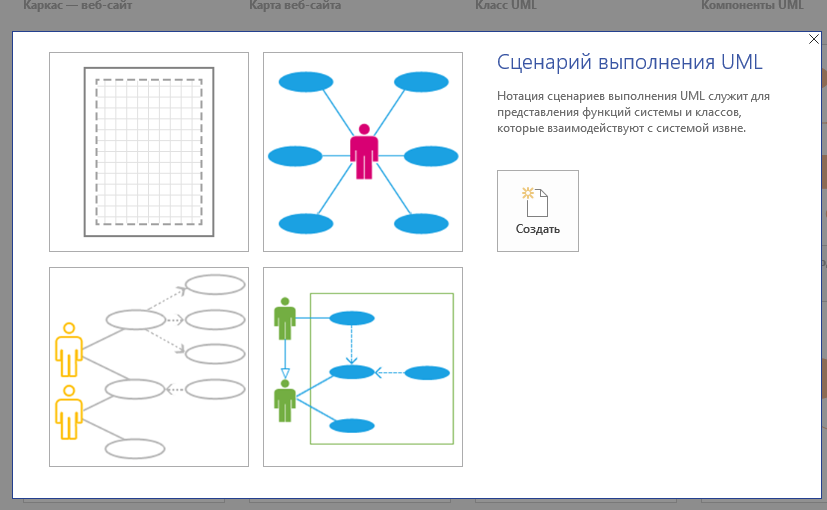 Каркас — веб-сайт
Карта веб-сайта
Класс UML
Компоненты UML
Сценарий выполнения UML
Нотация сценариев выполнения UML служит для
представления функций системы и классов,
которые взаимодействуют с системой извне.
Создать